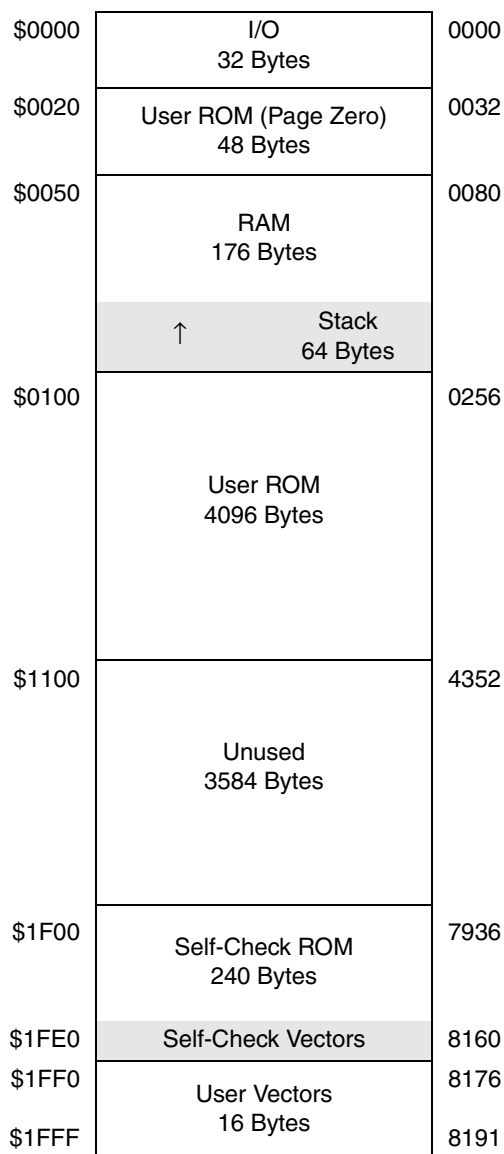 $0000 I/O 0000
32 Bytes
$0020 User ROM (Page Zero) 0032
48 Bytes
$0050 0080
RAM
176 Bytes
↑ Stack
64 Bytes
$0100 0256
User ROM
4096 Bytes
$1100 4352
Unused
3584 Bytes
$1F00 7936
Self-Check ROM
240 Bytes
$1FE0 Self-Check Vectors 8160
$1FF0 8176
User Vectors
16 Bytes
$1FFF 8191